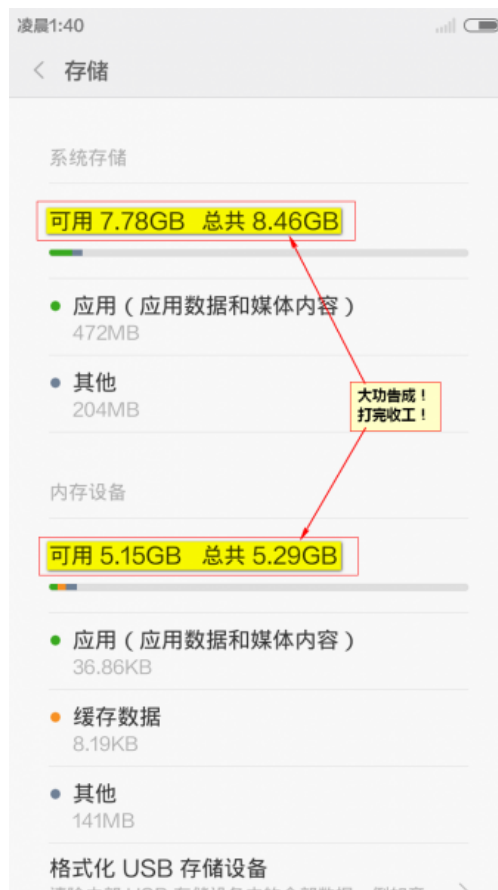 凌晨1:40
存储
系统存储
可用 7.78GB 总共 8.46GB
应用（应用数据和媒体内容）
472MB
其他
204MB
大功告成！
打完收工！
内存设备
可用 5.15GB 总共 5.29GB
应用（应用数据和媒体内容）
36.86KB
缓存数据
8.19KB
其他
141MB
格式化 USB 存储设备